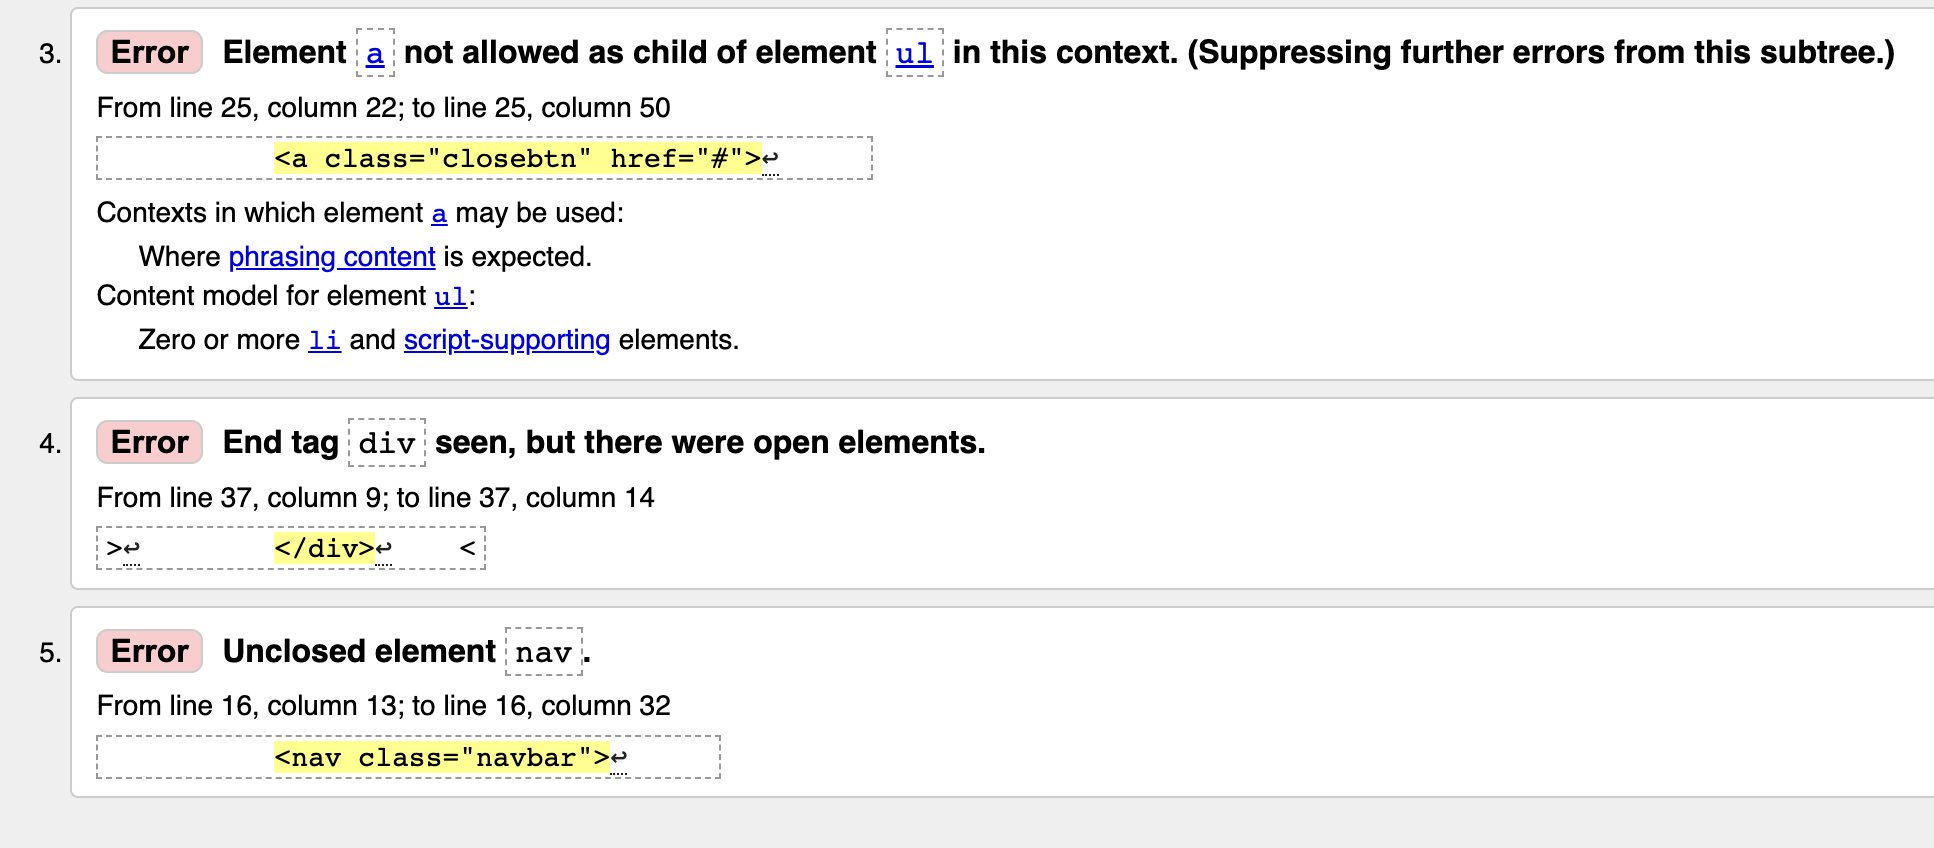 3. Error Element a not allowed as child of element ul in this context. (Suppressing further errors from this subtree.)
From line 25, column 22; to line 25, column 50
<a class="closebtn" href="#">↩
Contexts in which element a may be used:
Where phrasing content is expected.
Content model for element ul:
Zero or more li and script-supporting elements.
4. Error End tag div seen, but there were open elements.
From line 37, column 9; to line 37, column 14
>↩ </div>↩ <
5. Error Unclosed element nav.
From line 16, column 13; to line 16, column 32
<nav class="navbar">↩